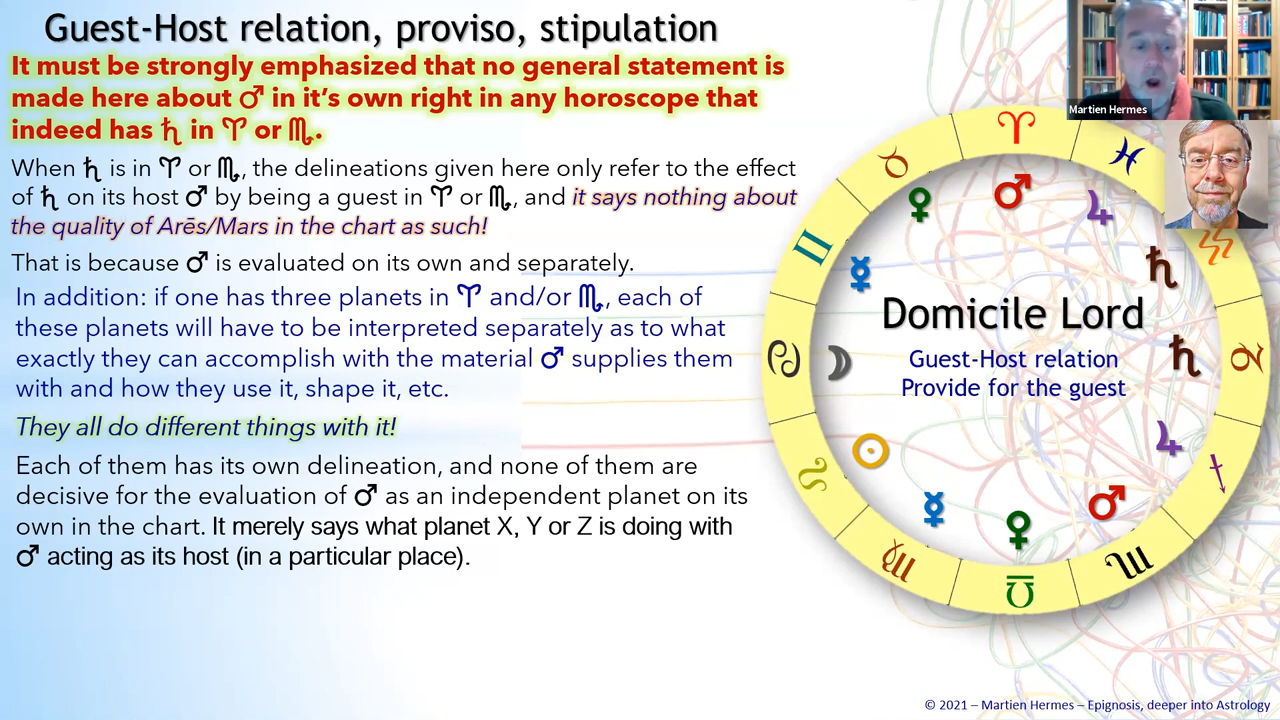 Guest-Host relation, proviso, stipulation
It must be strongly emphasized that no general statement is
made here about ♂ in it's own right in any horoscope that
indeed has ♄ in ♈ or ♏.
When ♄ is in ♈ or ♏, the delineations given here only refer to the effect
of ♄ on its host ♂ by being a guest in ♈ or ♏, and it says nothing about
the quality of Arēs/Mars in the chart as such!
That is because ♂ is evaluated on its own and separately.
In addition: if one has three planets in ♈ and/or ♏, each of
these planets will have to be interpreted separately as to what
exactly they can accomplish with the material ♂ supplies them
with and how they use it, shape it, etc.
They all do different things with it!
Each of them has its own delineation, and none of them are
decisive for the evaluation of ♂ as an independent planet on its
own in the chart. It merely says what planet X, Y or Z is doing with
♂ acting as its host (in a particular place).
Martien Hermes
♈
♉ ♓
♀ ♂ ♃
♊ ♒
☿ ♄
Domicile Lord
Guest-Host relation
Provide for the guest
♋ ☽ ♄ ♑
☉ ♃
♌ ♐
☿ ♀ ♂
♍ ♏
♎
© 2021 – Martien Hermes – Epignosis, deeper into Astrology